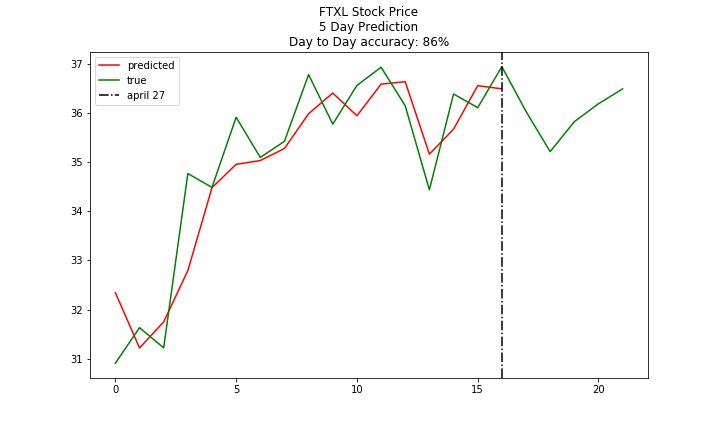 FTXL Stock Price
5 Day Prediction
Day to Day accuracy: 86%
predicted
true
april 27
37
36
35
34
33
32
31
0
5
10
15
20